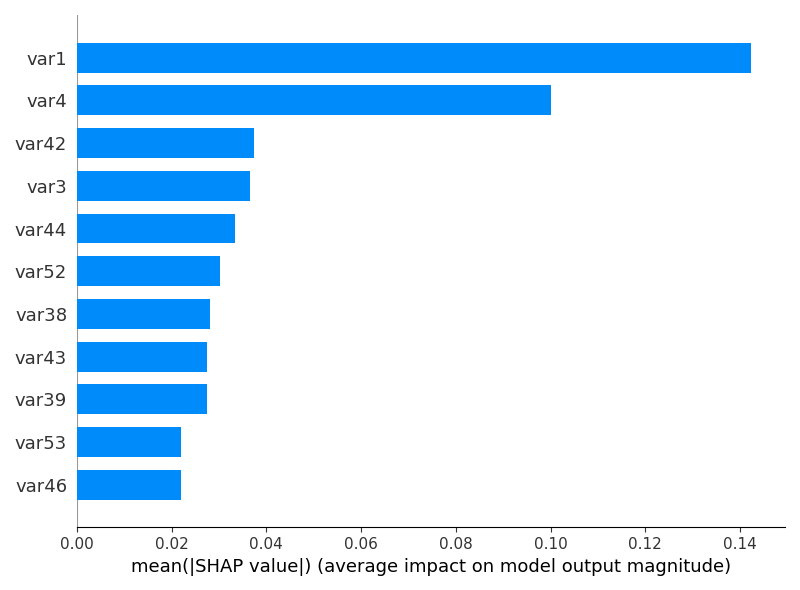 var1
var4
var42
var3
var44
var52
var38
var43
var39
var53
var46
0.00 0.02 0.04 0.06 0.08 0.10 0.12 0.14
mean(|SHAP value|) (average impact on model output magnitude)